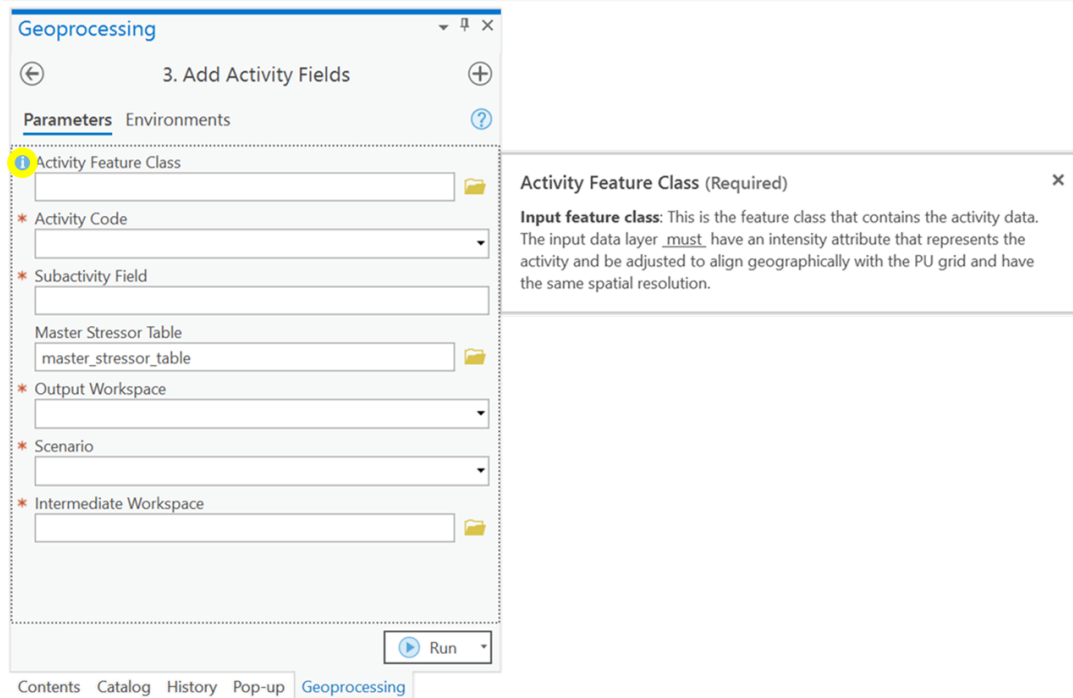 Geoprocessing
3. Add Activity Fields
Parameters Environments
Activity Feature Class
* Activity Code
* Subactivity Field
Master Stressor Table
master_stressor_table
* Output Workspace
* Scenario
* Intermediate Workspace
Run
Contents Catalog History Pop-up Geoprocessing
Activity Feature Class (Required)
Input feature class: This is the feature class that contains the activity data.
The input data layer must have an intensity attribute that represents the
activity and be adjusted to align geographically with the PU grid and have
the same spatial resolution.